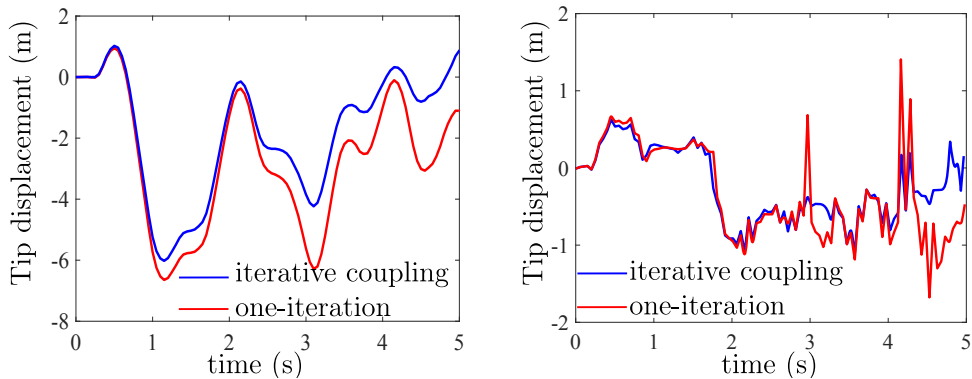 Tip displacement (m)
2
0
-2
-4
-6
-8
0
1
2
3
4
5
time (s)
iterative coupling
one-iteration
Tip displacement (m)
2
1
0
-1
-2
0
1
2
3
4
5
time (s)
iterative coupling
one-iteration